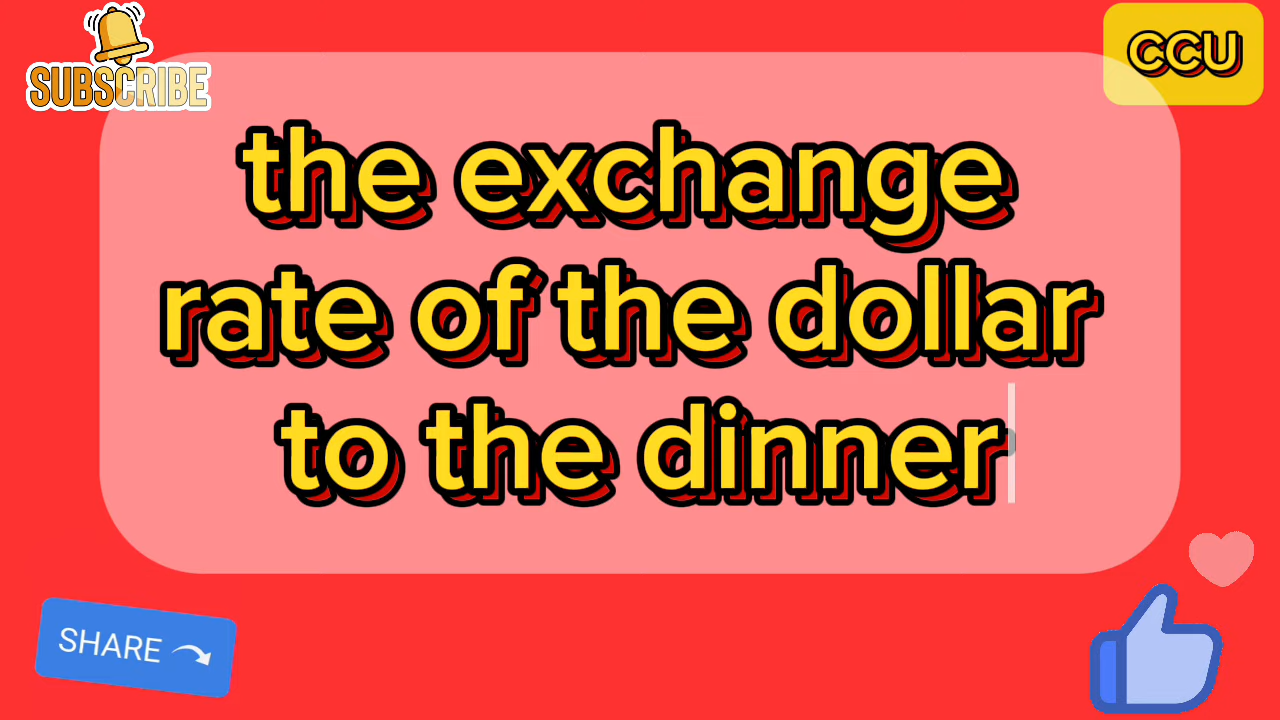 SUBSCRIBE
CCU
the exchange
rate of the dollar
to the dinner
SHARE